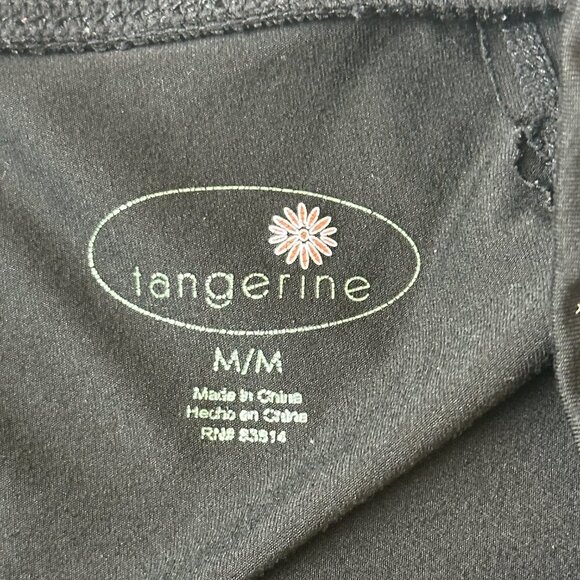 tangerine
M/M
Made in China
Hecho en China
RN# 83814